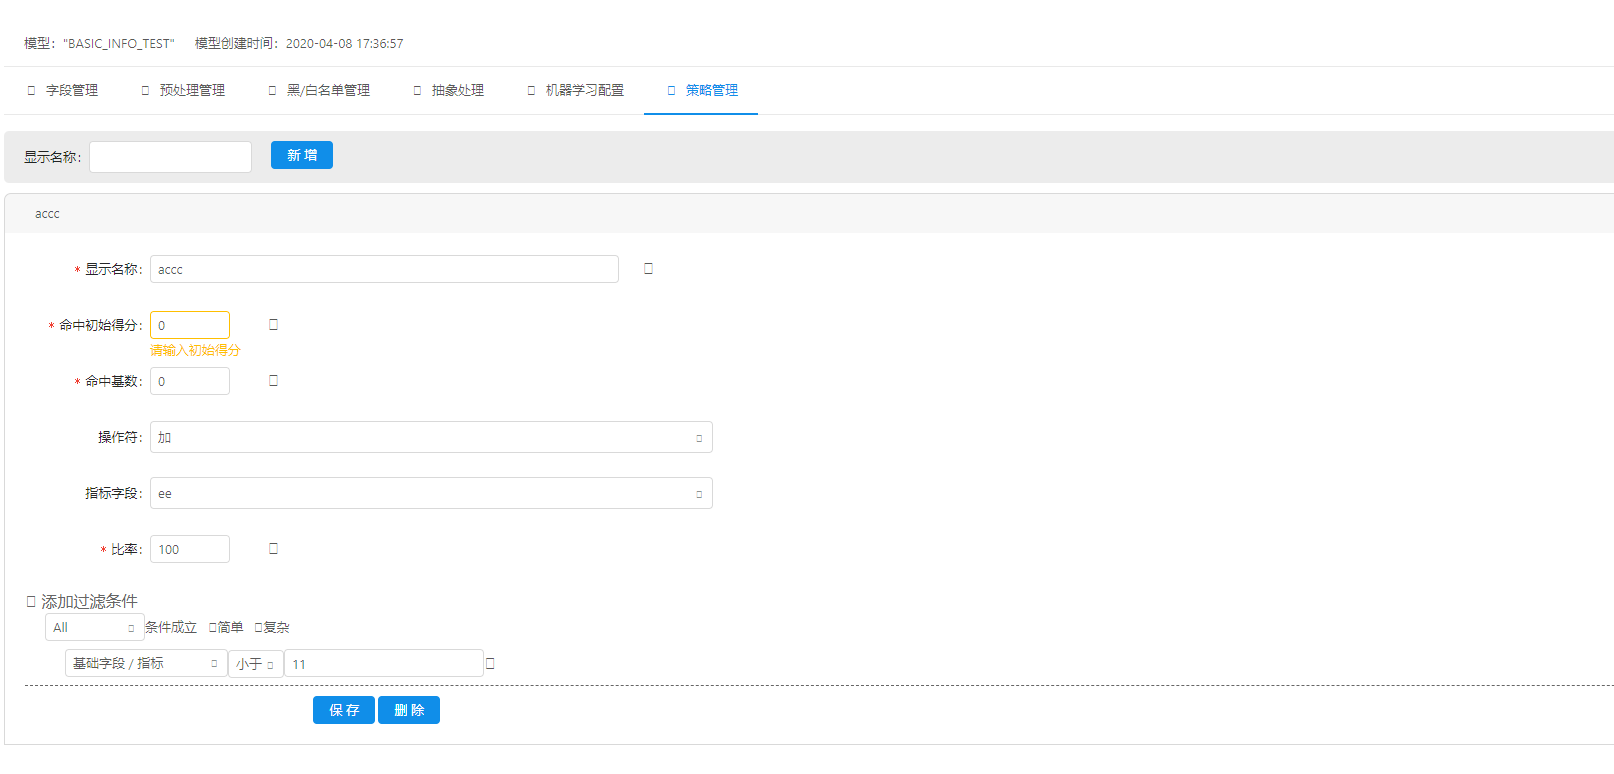 模型："BASIC_INFO_TEST" 模型创建时间：2020-04-08 17:36:57
字段管理 预处理管理 黑/白名单管理 抽象处理 机器学习配置 策略管理
显示名称： 新 增
accc
* 显示名称： accc
* 命中初始得分： 0
请输入初始得分
* 命中基数： 0
操作符： 加
指标字段： ee
* 比率： 100
添加过滤条件
All 条件成立 简单 复杂
基础字段 / 指标 小于 11
保 存 删 除